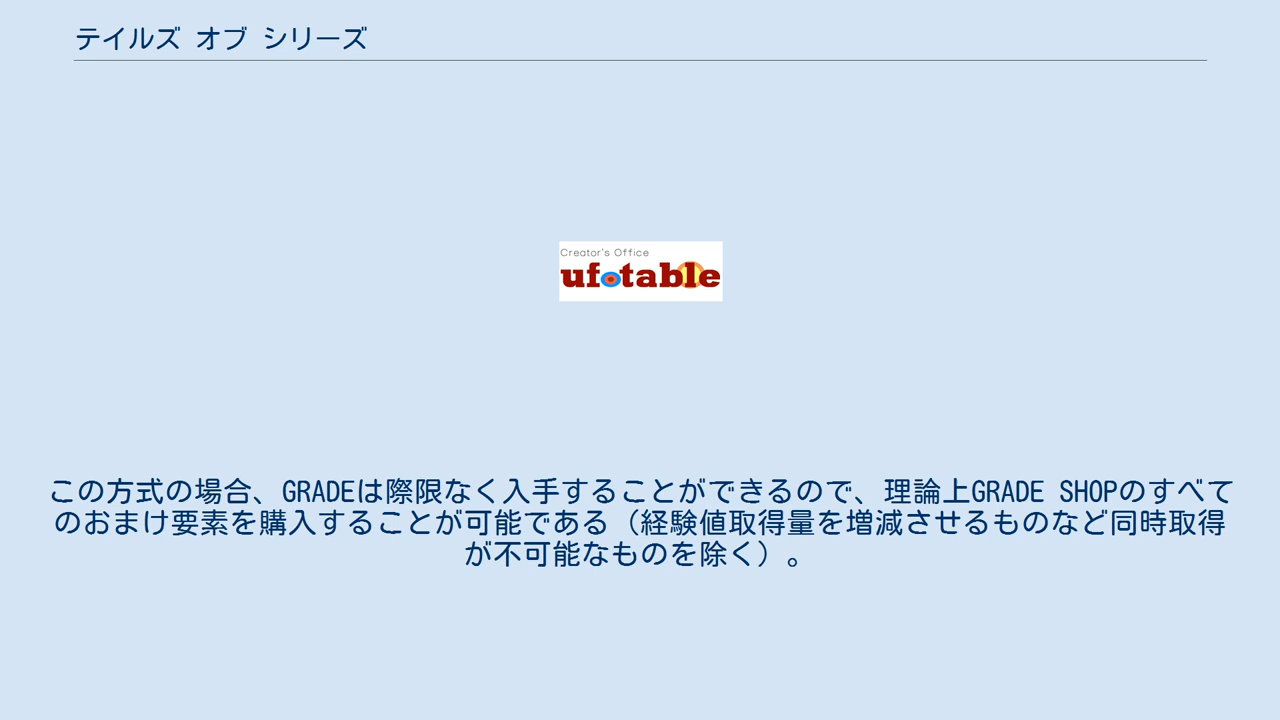 テイルズ オブ シリーズ
Creator's Office
ufotable
この方式の場合、GRADEは際限なく入手することができるので、理論上GRADE SHOPのすべて
のおまけ要素を購入することが可能である（経験値取得量を増減させるものなど同時取得
が不可能なものを除く）。